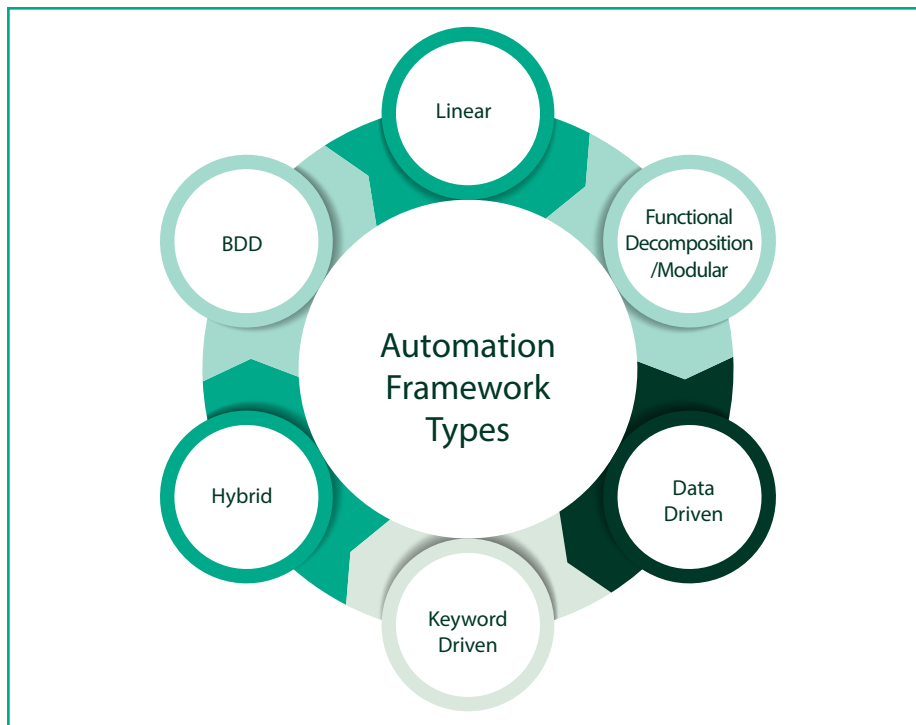 Linear
Functional
Decomposition
/Modular
Data
Driven
Keyword
Driven
Hybrid
BDD
Automation
Framework
Types